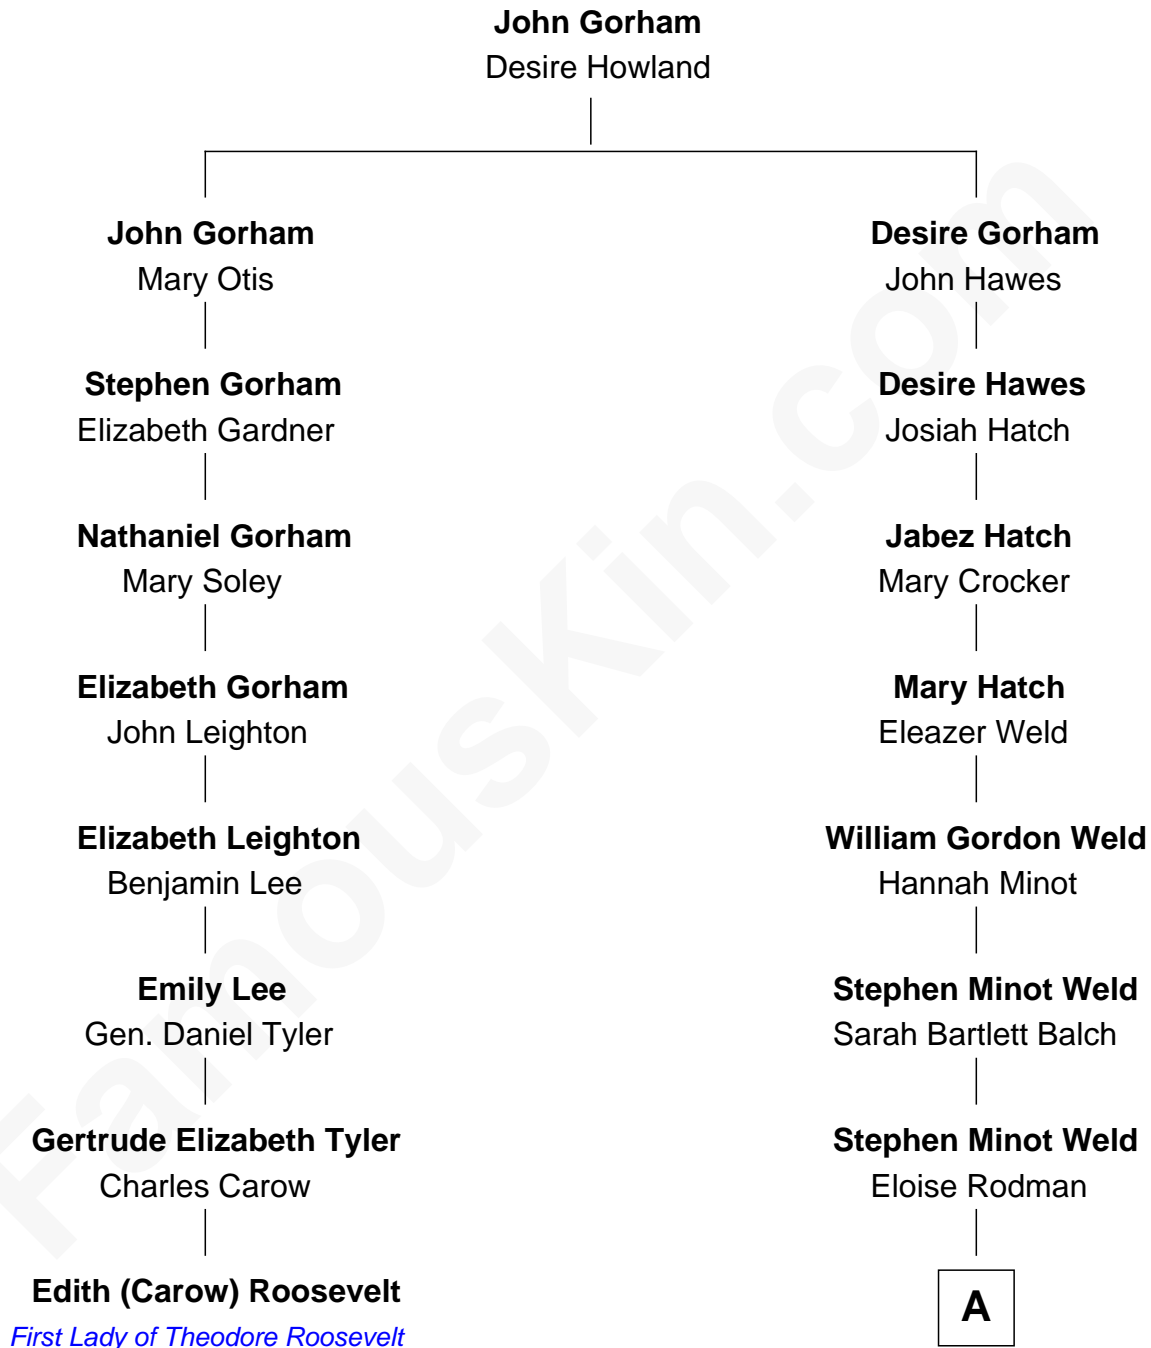 John Gorham
Desire Howland
John Gorham
Mary Otis
Desire Gorham
John Hawes
Stephen Gorham
Elizabeth Gardner
Desire Hawes
Josiah Hatch
Nathaniel Gorham
Mary Soley
Jabez Hatch
Mary Crocker
Elizabeth Gorham
John Leighton
Mary Hatch
Eleazer Weld
Elizabeth Leighton
Benjamin Lee
William Gordon Weld
Hannah Minot
Emily Lee
Gen. Daniel Tyler
Stephen Minot Weld
Sarah Bartlett Balch
Gertrude Elizabeth Tyler
Charles Carow
Stephen Minot Weld
Eloise Rodman
Edith (Carow) Roosevelt
First Lady of Theodore Roosevelt
A
FamousKin.com